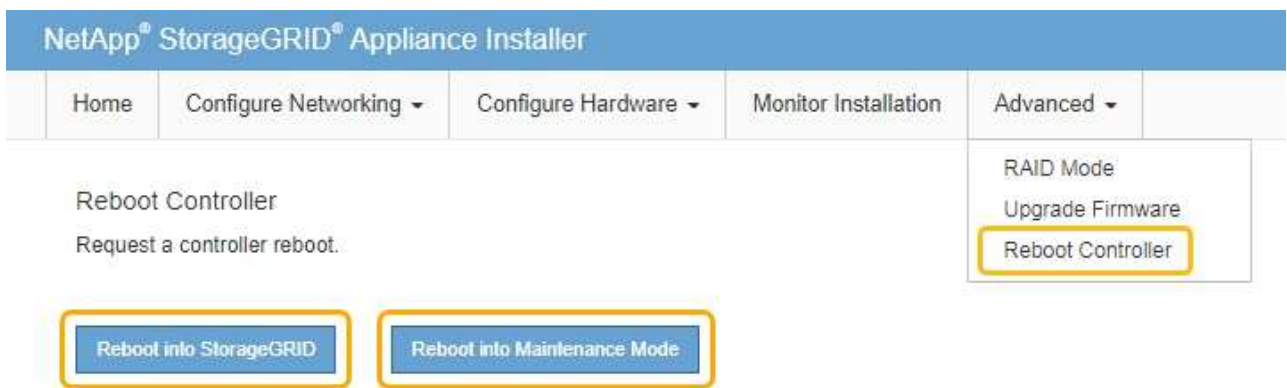 NetApp® StorageGRID® Appliance Installer
Home Configure Networking Configure Hardware Monitor Installation Advanced
RAID Mode
Upgrade Firmware
Reboot Controller
Reboot Controller
Request a controller reboot.
Reboot into StorageGRID Reboot into Maintenance Mode